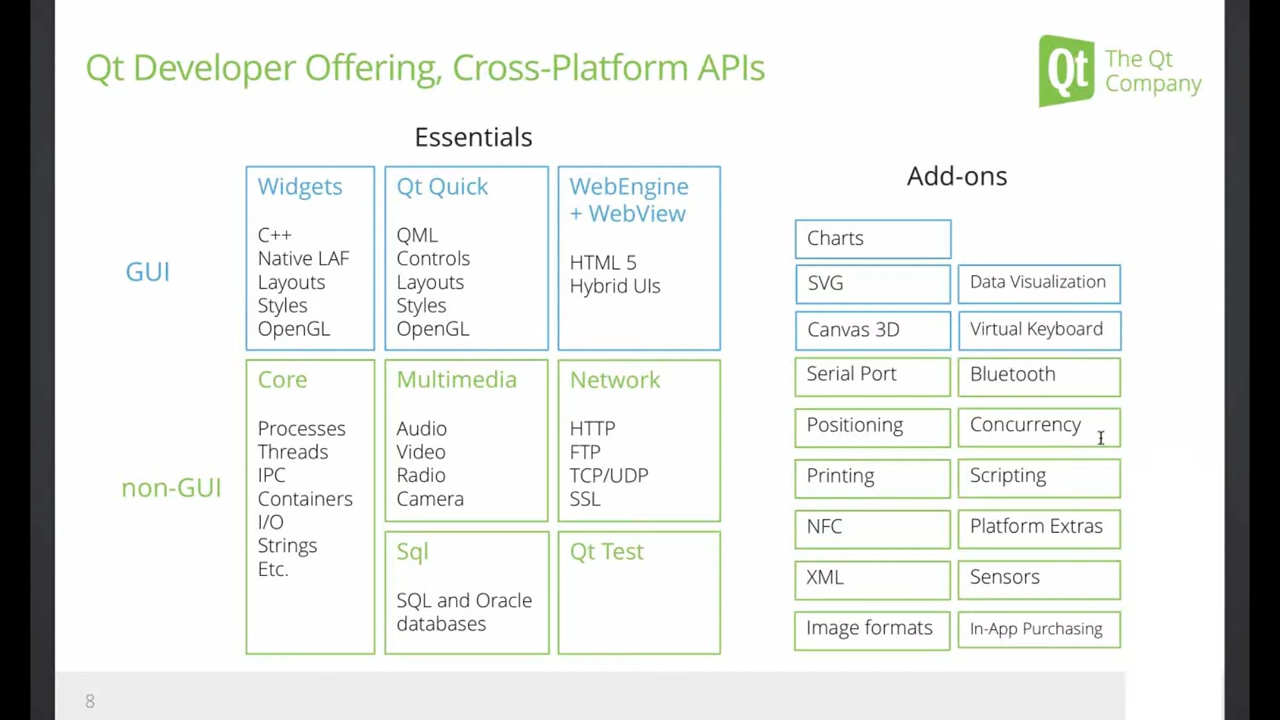 Qt Developer Offering, Cross-Platform APIs
Qt
The Qt
Company
Essentials
Add-ons
GUI
Widgets
C++
Native LAF
Layouts
Styles
OpenGL
Qt Quick
QML
Controls
Layouts
Styles
OpenGL
WebEngine
+ WebView
HTML 5
Hybrid UIs
non-GUI
Core
Processes
Threads
IPC
Containers
I/O
Strings
Etc.
Multimedia
Audio
Video
Radio
Camera
Network
HTTP
FTP
TCP/UDP
SSL
Sql
SQL and Oracle
databases
Qt Test
Charts
SVG
Data Visualization
Canvas 3D
Virtual Keyboard
Serial Port
Bluetooth
Positioning
Concurrency
Printing
Scripting
NFC
Platform Extras
XML
Sensors
Image formats
In-App Purchasing
8